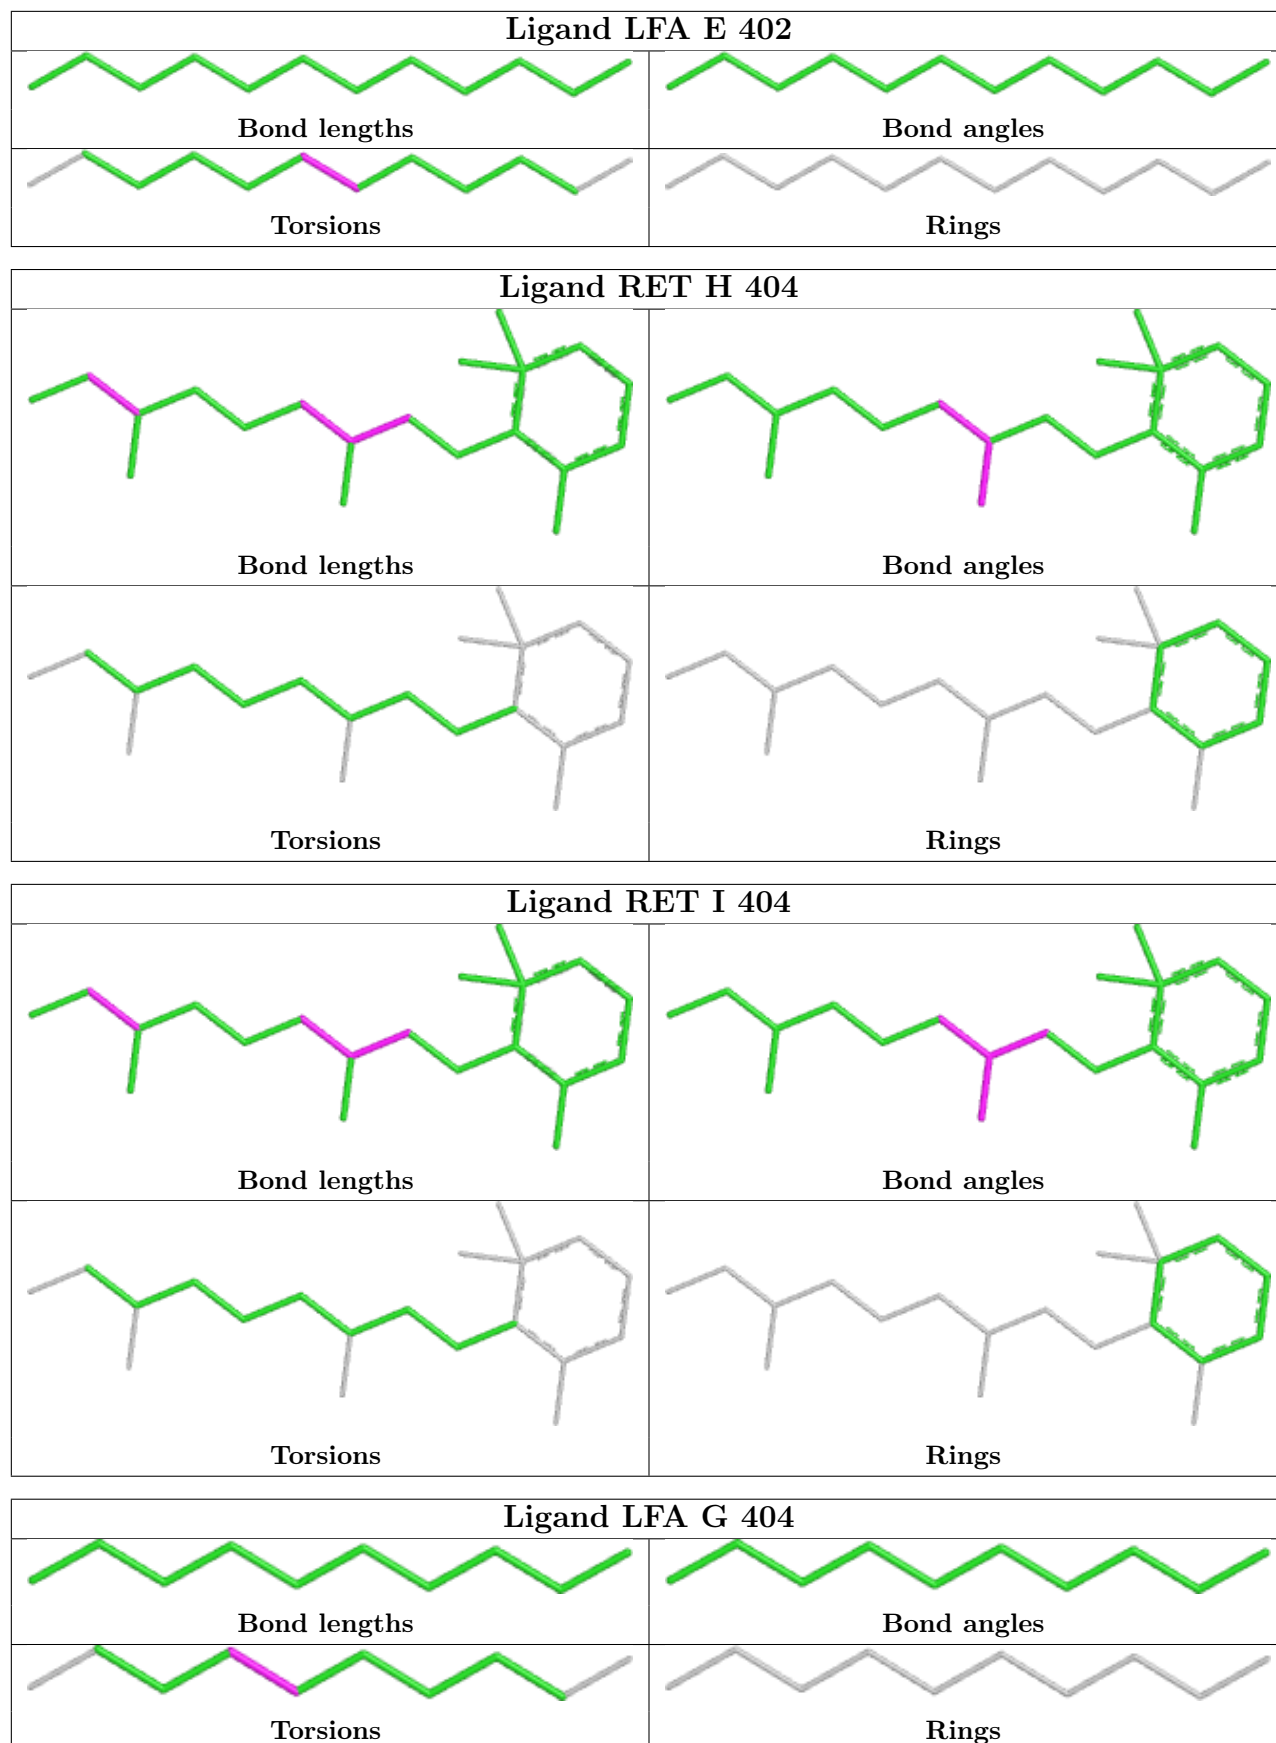 Ligand LFA E 402
Bond lengths Bond angles
Torsions Rings
Ligand RET H 404
Bond lengths Bond angles
Torsions Rings
Ligand RET I 404
Bond lengths Bond angles
Torsions Rings
Ligand LFA G 404
Bond lengths Bond angles
Torsions Rings